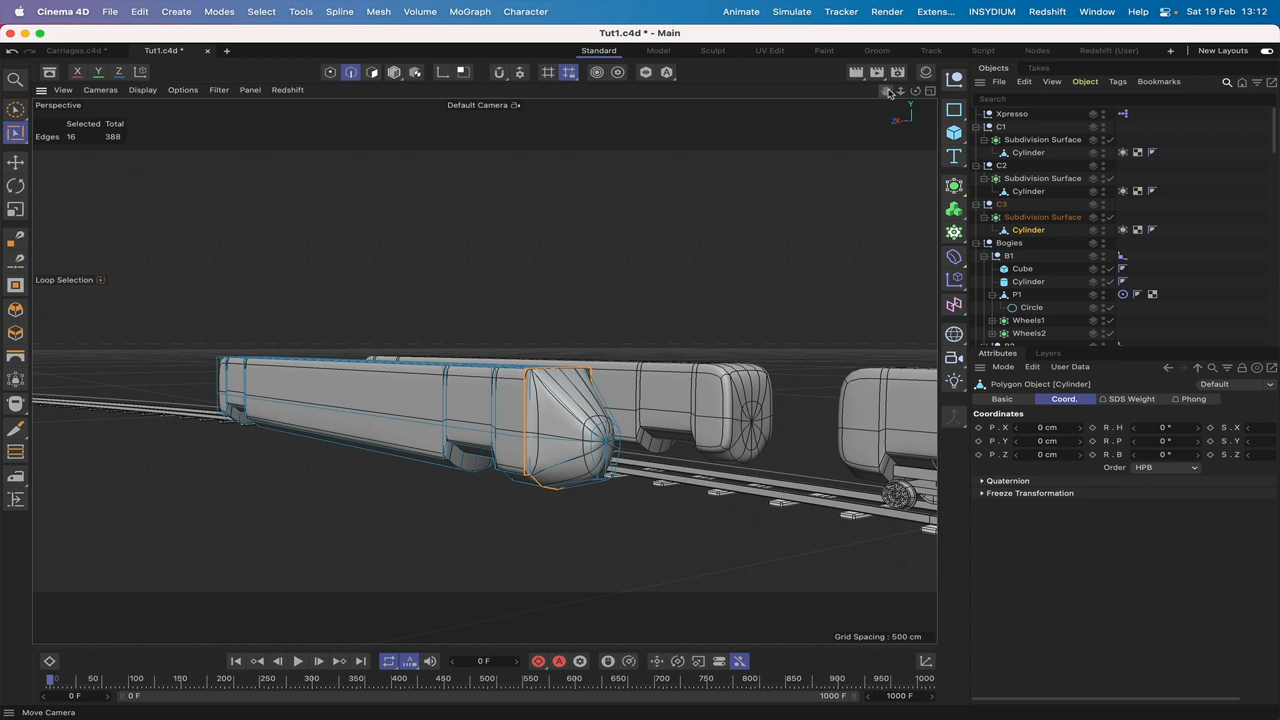 Cinema 4D File Edit Create Modes Select Tools Spline Mesh Volume MoGraph Character Animate Simulate Tracker Render Exten... INSYDIUM Redshift Window Help Sat 19 Feb 13:12
Tut1.c4d * - Main
Carriages.c4d * Tut1.c4d * Standard Model Sculpt UV Edit Paint Groom Track Script Nodes Redshift (User) New Layouts
X Y Z
Objects Takes
File Edit View Object Tags Bookmarks
View Cameras Display Options Filter Panel Redshift
Search
Perspective Default Camera
Y
ZX
Selected Total
Edges 16 388
Loop Selection
Xpresso
C1
Subdivision Surface
Cylinder
C2
Subdivision Surface
Cylinder
C3
Subdivision Surface
Cylinder
Bogies
B1
Cube
Cylinder
P1
Circle
Wheels1
Wheels2
Attributes Layers
Mode Edit User Data
Polygon Object [Cylinder] Default
Basic Coord. SDS Weight Phong
Coordinates
P . X 0 cm R . H 0 ° S . X
P . Y 0 cm R . P 0 ° S . Y
P . Z 0 cm R . B 0 ° S . Z
Order HPB
Quaternion
Freeze Transformation
Grid Spacing : 500 cm
0 F
0 50 100 150 200 250 300 350 400 450 500 550 600 650 700 750 800 850 900 950 1000
0 F 0 F 1000 F 1000 F
Move Camera